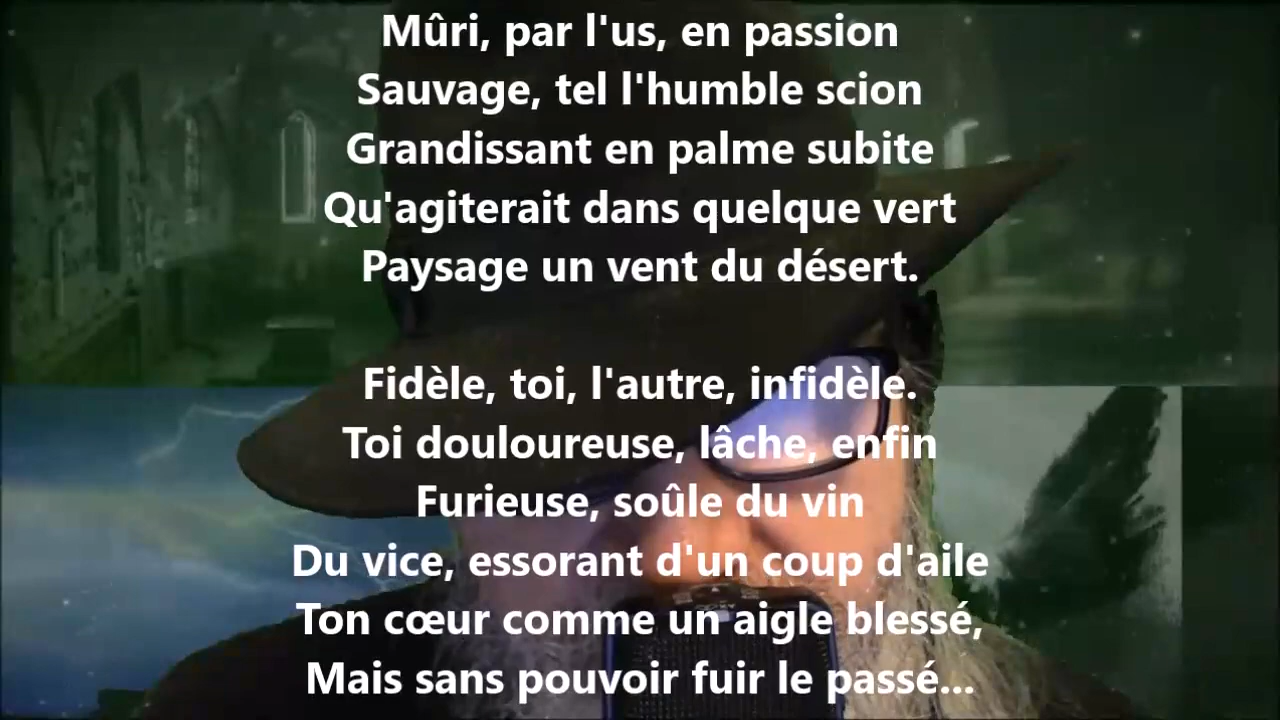 Mûri, par l'us, en passion
Sauvage, tel l'humble scion
Grandissant en palme subite
Qu'agiterait dans quelque vert
Paysage un vent du désert.
Fidèle, toi, l'autre, infidèle.
Toi douloureuse, lâche, enfin
Furieuse, soûle du vin
Du vice, essorant d'un coup d'aile
Ton cœur comme un aigle blessé,
Mais sans pouvoir fuir le passé...